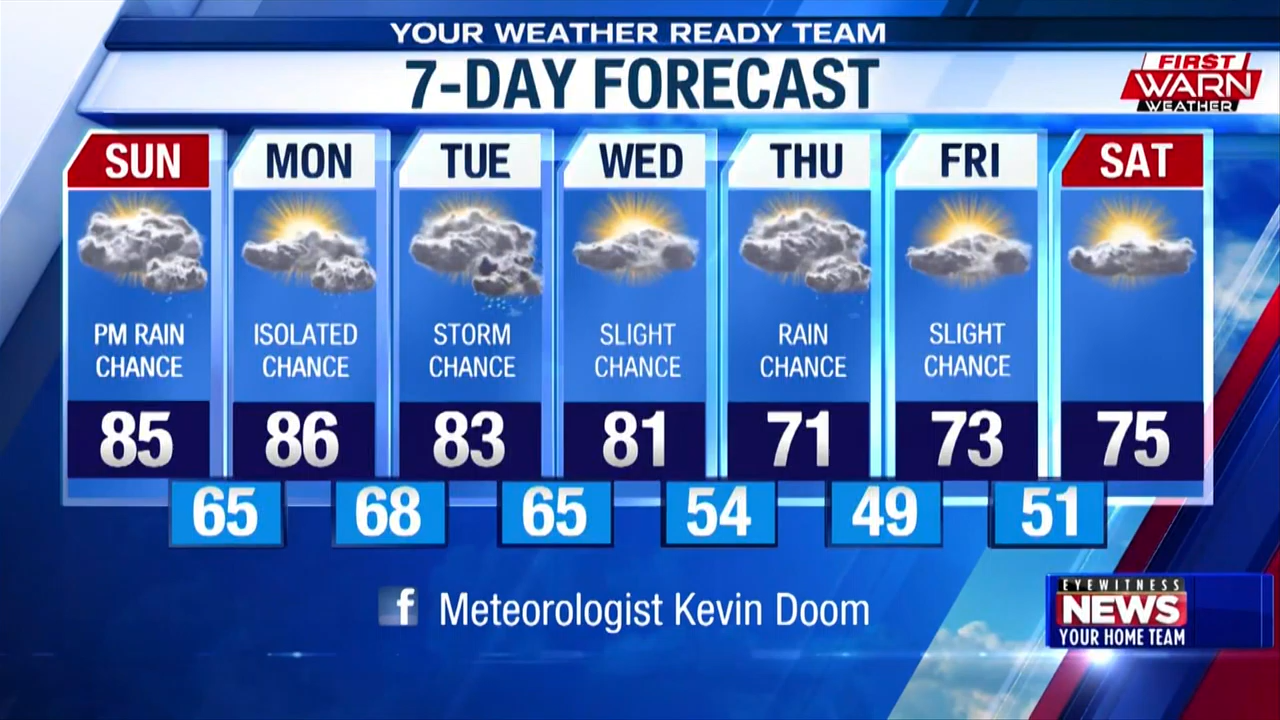 YOUR WEATHER READY TEAM
7-DAY FORECAST
FIRST
WARN
WEATHER
SUN MON TUE WED THU FRI SAT
PM RAIN CHANCE
ISOLATED CHANCE
STORM CHANCE
SLIGHT CHANCE
RAIN CHANCE
SLIGHT CHANCE
85 86 83 81 71 73 75
65 68 65 54 49 51
f Meteorologist Kevin Doom
EYEWITNESS
NEWS
YOUR HOME TEAM